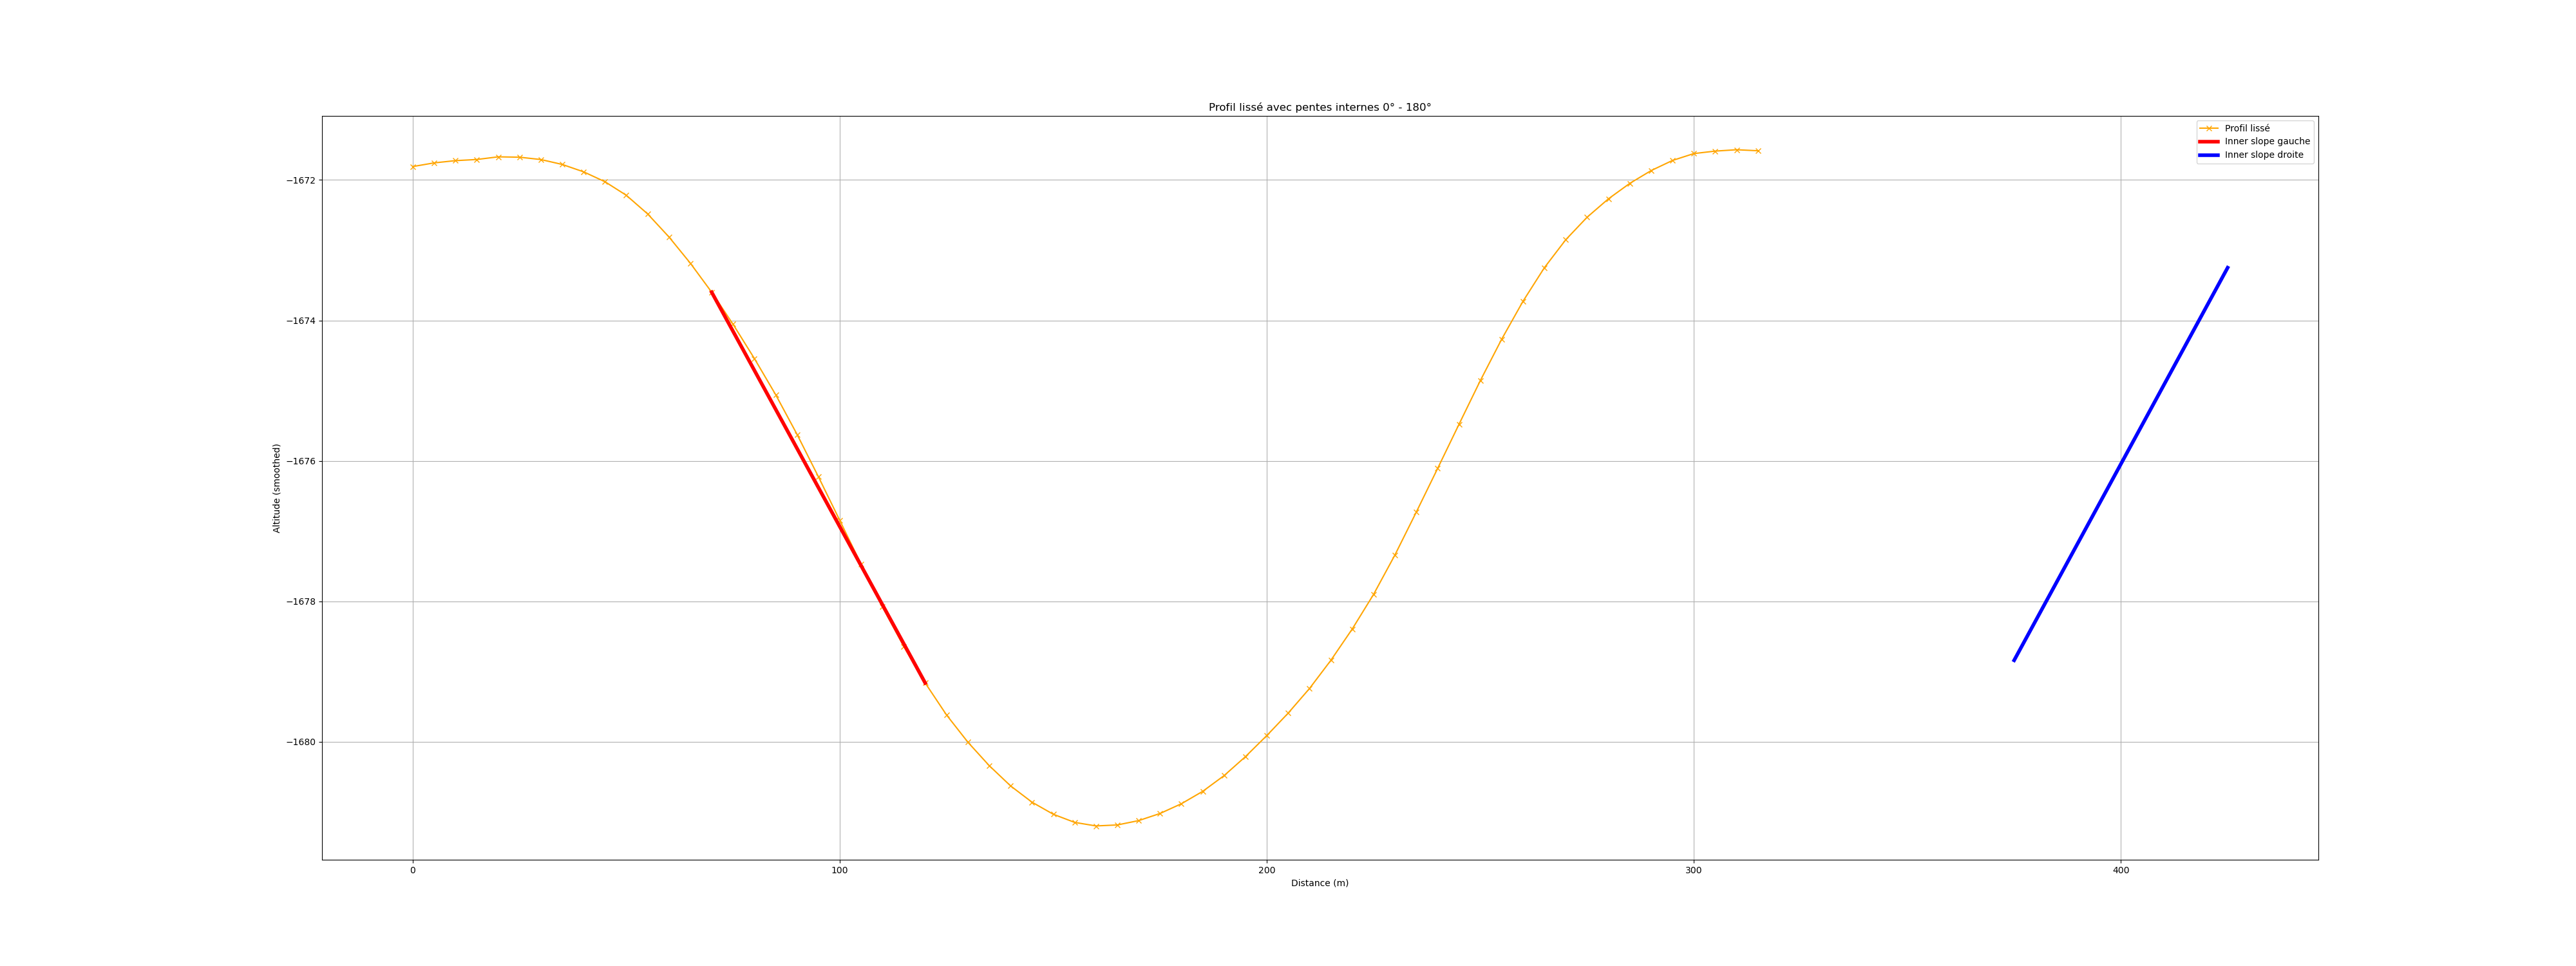 Profil lissé avec pentes internes 0° - 180°
Profil lissé
Inner slope gauche
Inner slope droite
Altitude (smoothed)
−1672
−1674
−1676
−1678
−1680
0
100
200
300
400
Distance (m)